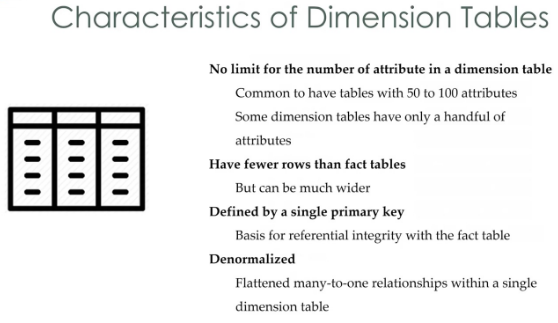 Characteristics of Dimension Tables
No limit for the number of attribute in a dimension table
Common to have tables with 50 to 100 attributes
Some dimension tables have only a handful of
attributes
Have fewer rows than fact tables
But can be much wider
Defined by a single primary key
Basis for referential integrity with the fact table
Denormalized
Flattened many-to-one relationships within a single
dimension table